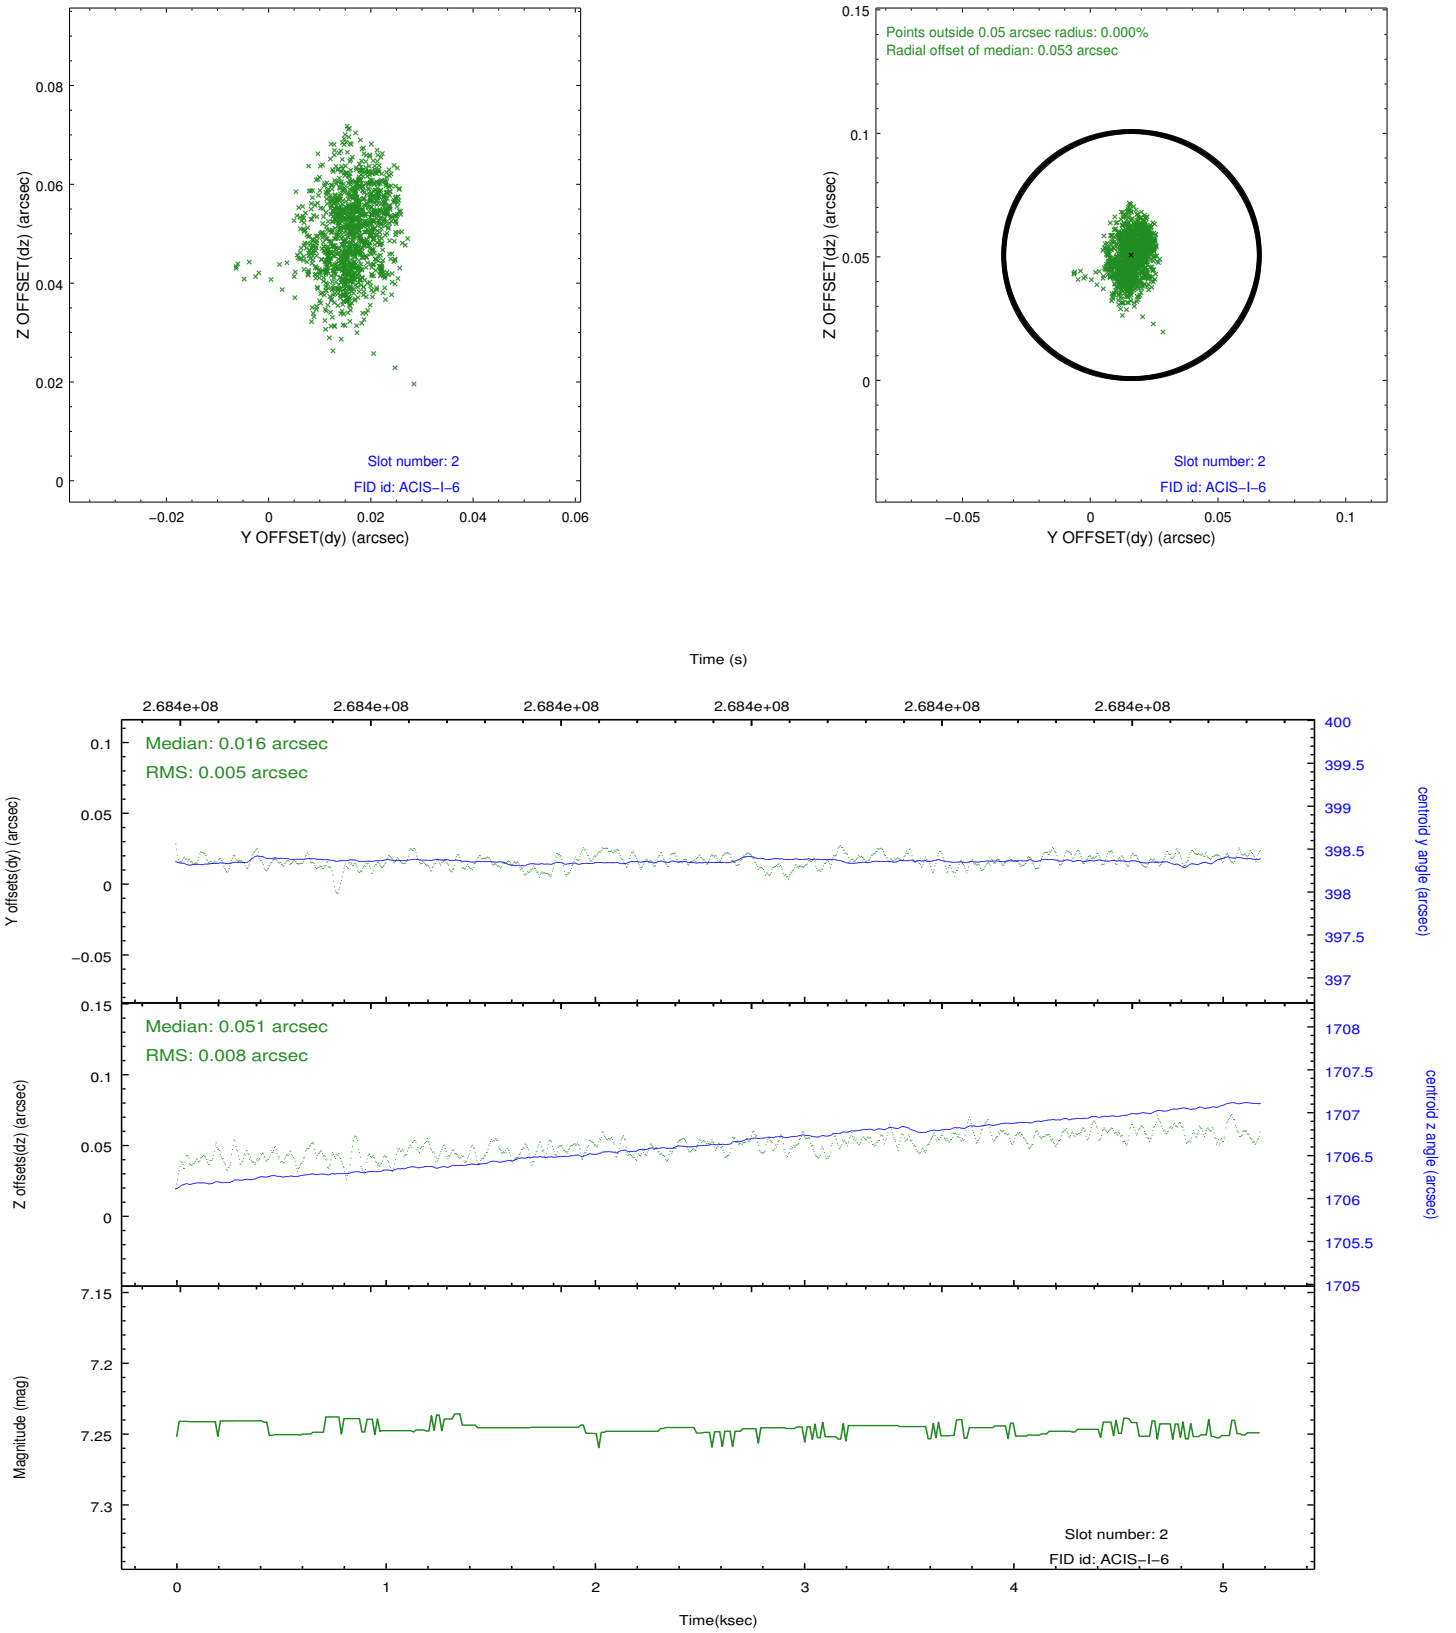 0.08
0.06
0.04
0.02
0
Z OFFSET(dz) (arcsec)
Slot number: 2
FID id: ACIS−I−6
−0.02
0
0.02
0.04
0.06
Y OFFSET(dy) (arcsec)
0.15
0.1
0.05
0
Z OFFSET(dz) (arcsec)
Points outside 0.05 arcsec radius: 0.000%
Radial offset of median: 0.053 arcsec
Slot number: 2
FID id: ACIS−I−6
−0.05
0
0.05
0.1
Y OFFSET(dy) (arcsec)
Time (s)
2.684e+08
2.684e+08
2.684e+08
2.684e+08
2.684e+08
2.684e+08
0.1
0.05
0
−0.05
Y offsets(dy) (arcsec)
Median: 0.016 arcsec
RMS: 0.005 arcsec
400
399.5
399
398.5
398
397.5
397
centroid y angle (arcsec)
0.15
0.1
0.05
0
Z offsets(dz) (arcsec)
Median: 0.051 arcsec
RMS: 0.008 arcsec
1708
1707.5
1707
1706.5
1706
1705.5
1705
centroid z angle (arcsec)
7.15
7.2
7.25
7.3
Magnitude (mag)
Slot number: 2
FID id: ACIS−I−6
0
1
2
3
4
5
Time(ksec)